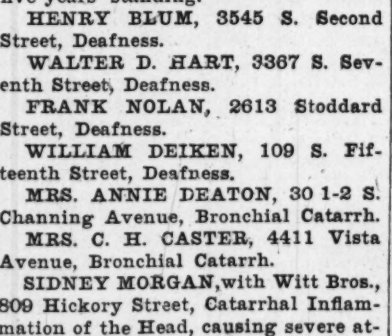 five years' standing.
HENRY BLUM, 3545 S. Second
Street, Deafness.
WALTER D. HART, 3367 S. Sev-
enth Street, Deafness.
FRANK NOLAN, 2613 Stoddard
Street, Deafness.
WILLIAM DEIKEN, 109 S. Fif-
teenth Street, Deafness.
MRS. ANNIE DEATON, 30 1-2 S.
Channing Avenue, Bronchial Catarrh.
MRS. C. H. CASTER, 4411 Vista
Avenue, Bronchial Catarrh.
SIDNEY MORGAN,with Witt Bros.,
809 Hickory Street, Catarrhal Inflam-
mation of the Head, causing severe at-